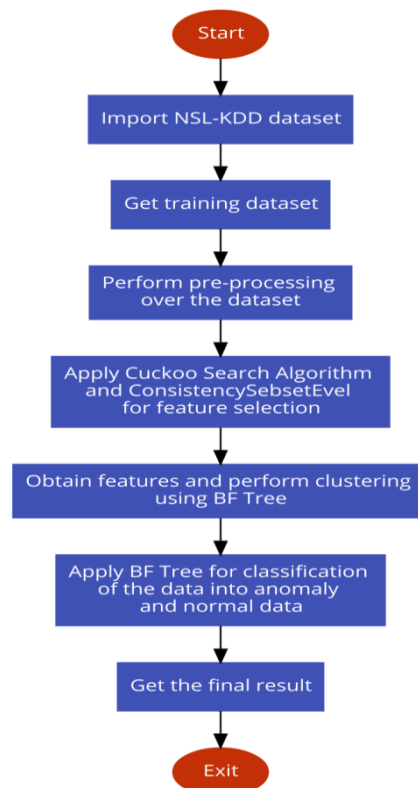 Start
Import NSL-KDD dataset
Get training dataset
Perform pre-processing
over the dataset
Apply Cuckoo Search Algorithm
and ConsistencySebsetEvel
for feature selection
Obtain features and perform clustering
using BF Tree
Apply BF Tree for classification
of the data into anomaly
and normal data
Get the final result
Exit